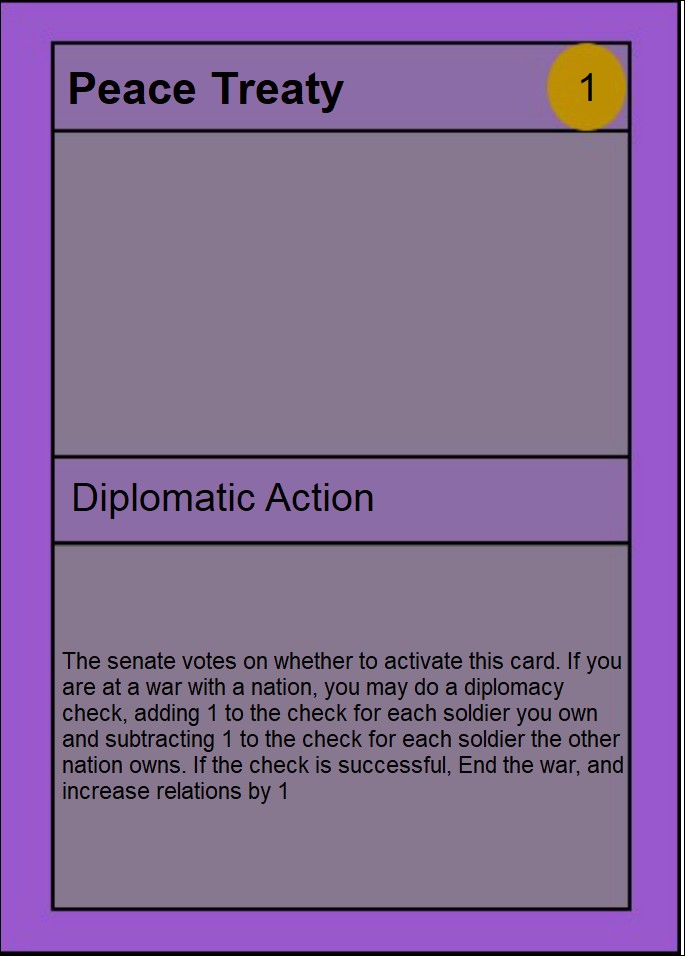 Peace Treaty
1
Diplomatic Action
The senate votes on whether to activate this card. If you
are at a war with a nation, you may do a diplomacy
check, adding 1 to the check for each soldier you own
and subtracting 1 to the check for each soldier the other
nation owns. If the check is successful, End the war, and
increase relations by 1